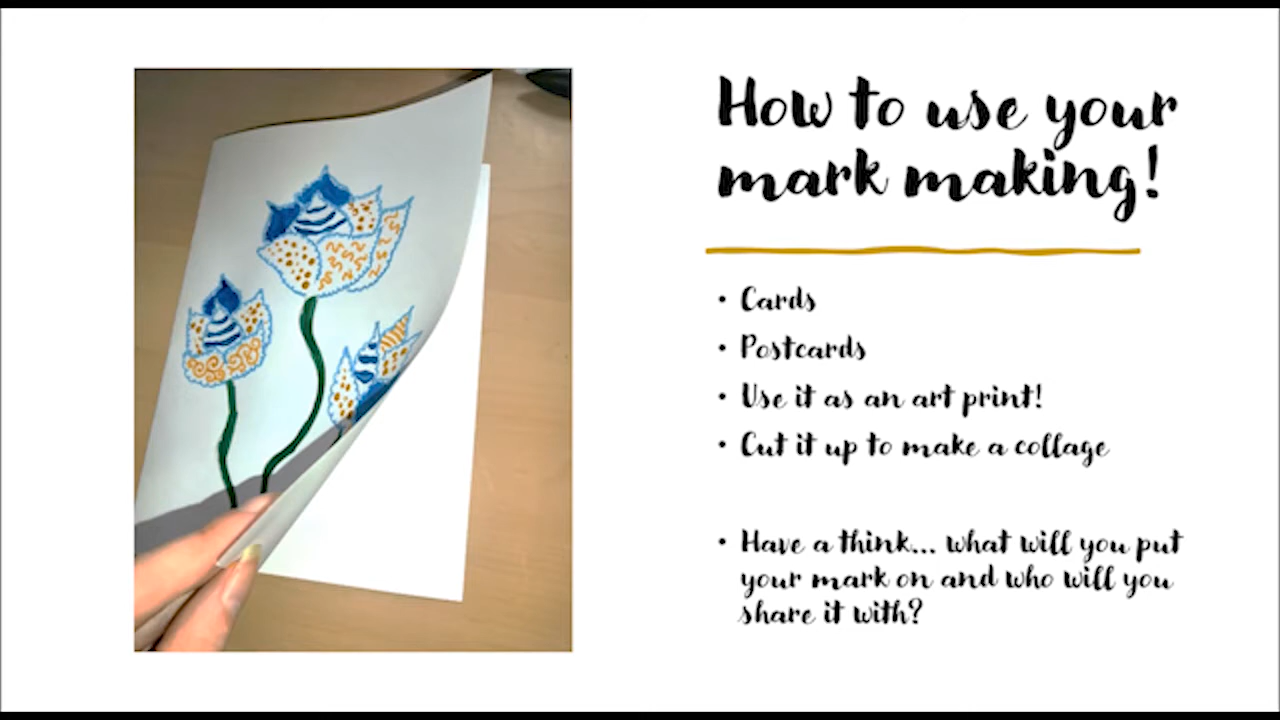 How to use your
mark making!
• Cards
• Postcards
• Use it as an art print!
• Cut it up to make a collage
• Have a think... what will you put
your mark on and who will you
share it with?